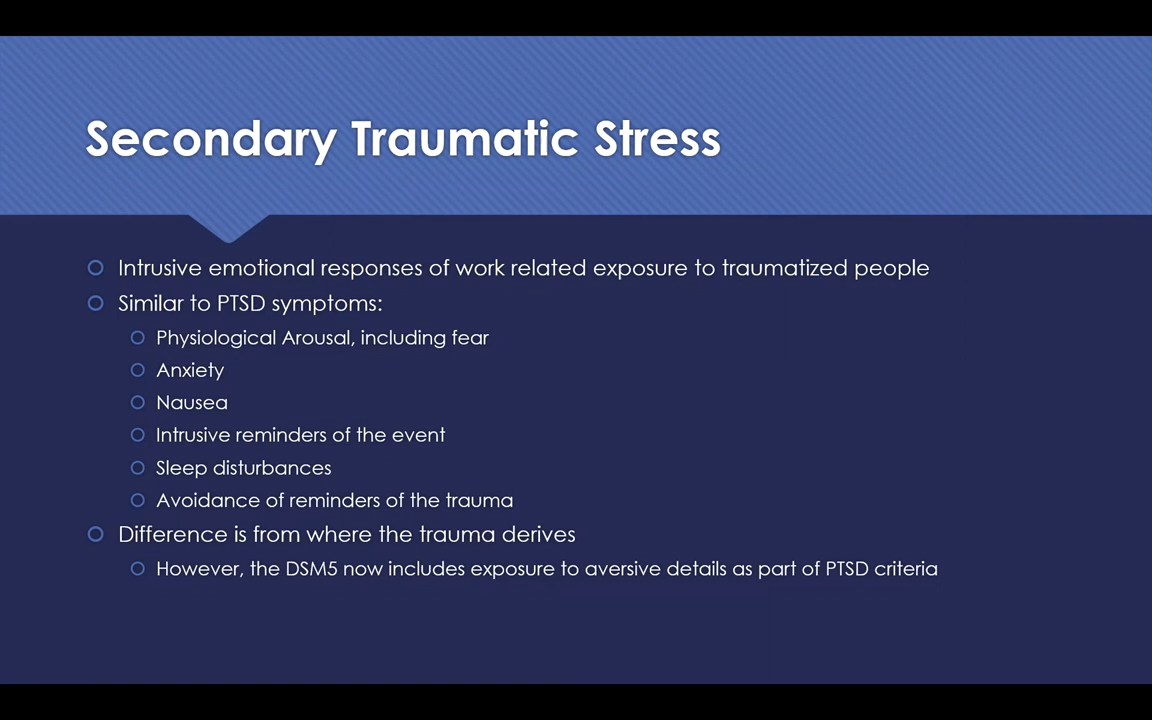 Secondary Traumatic Stress
Intrusive emotional responses of work related exposure to traumatized people
Similar to PTSD symptoms:
Physiological Arousal, including fear
Anxiety
Nausea
Intrusive reminders of the event
Sleep disturbances
Avoidance of reminders of the trauma
Difference is from where the trauma derives
However, the DSM5 now includes exposure to aversive details as part of PTSD criteria